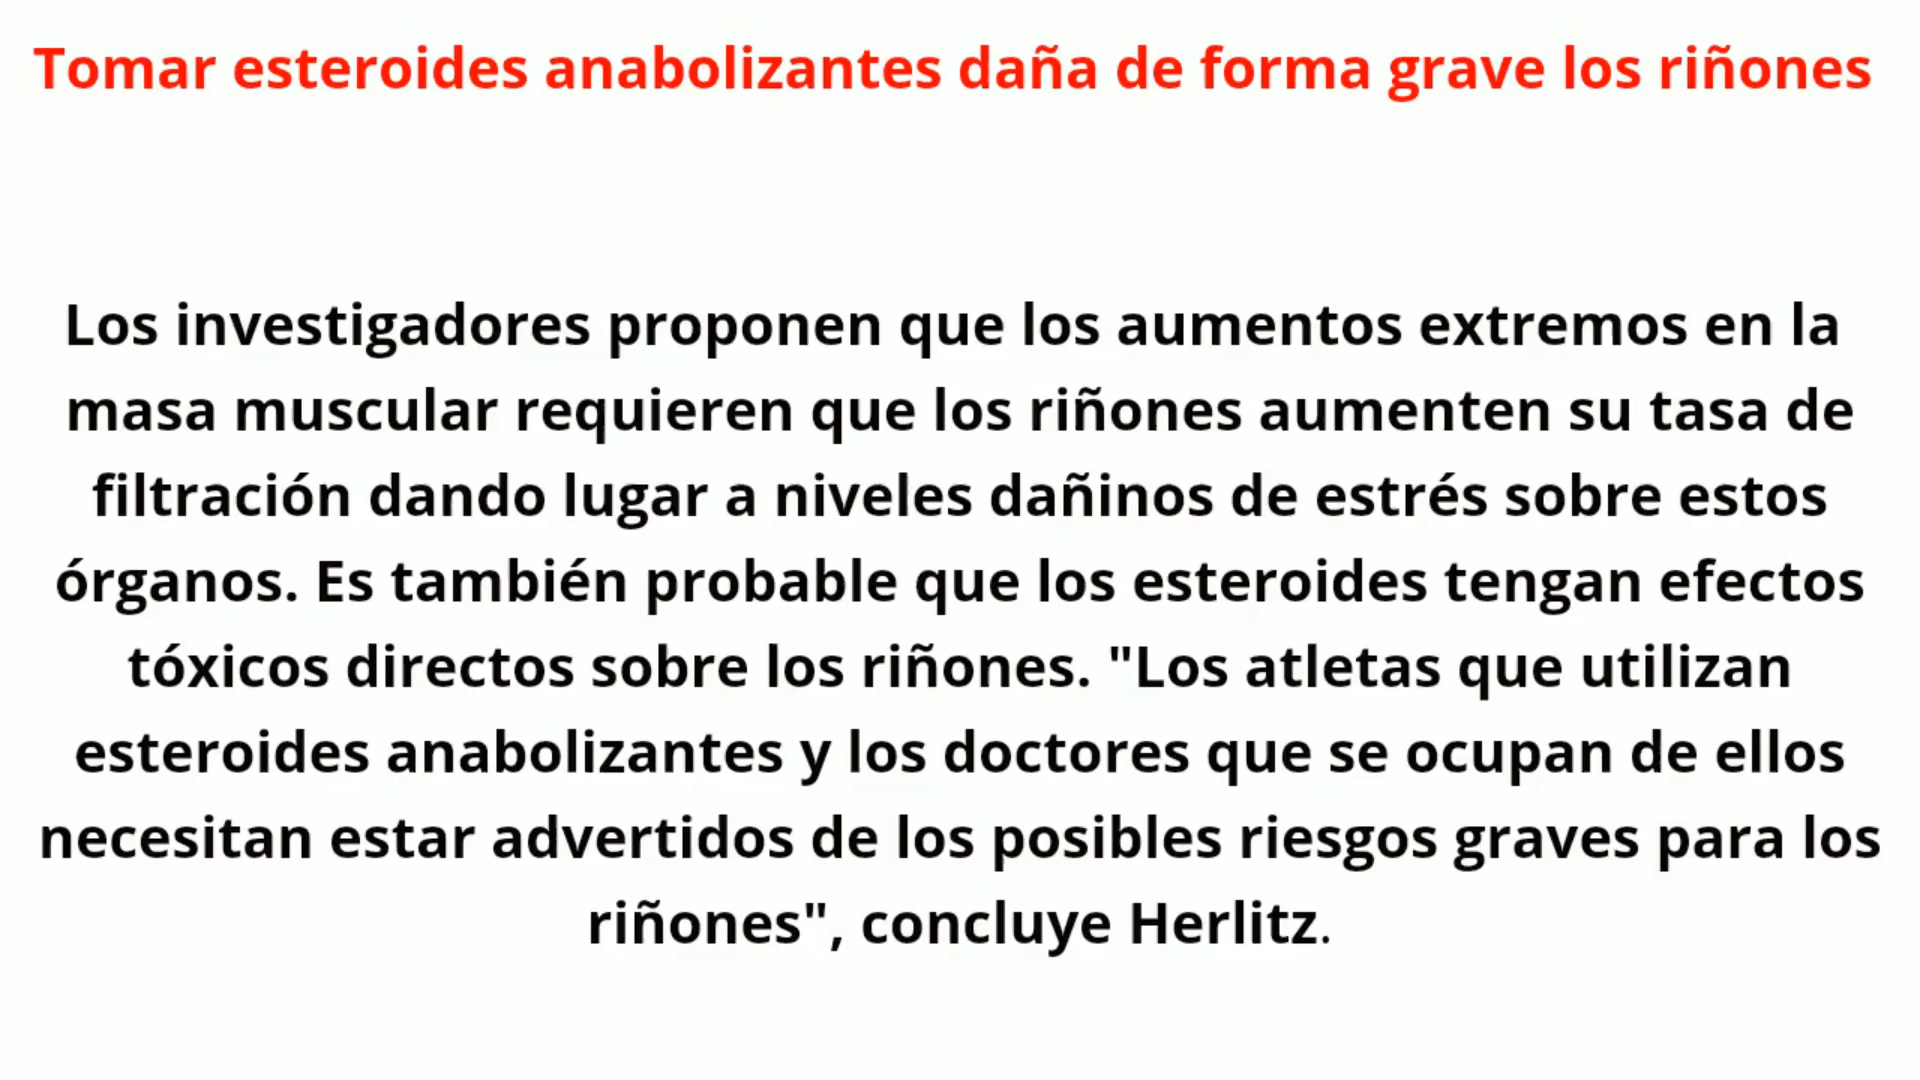 Tomar esteroides anabolizantes daña de forma grave los riñones
Los investigadores proponen que los aumentos extremos en la
masa muscular requieren que los riñones aumenten su tasa de
filtración dando lugar a niveles dañinos de estrés sobre estos
órganos. Es también probable que los esteroides tengan efectos
tóxicos directos sobre los riñones. "Los atletas que utilizan
esteroides anabolizantes y los doctores que se ocupan de ellos
necesitan estar advertidos de los posibles riesgos graves para los
riñones", concluye Herlitz.